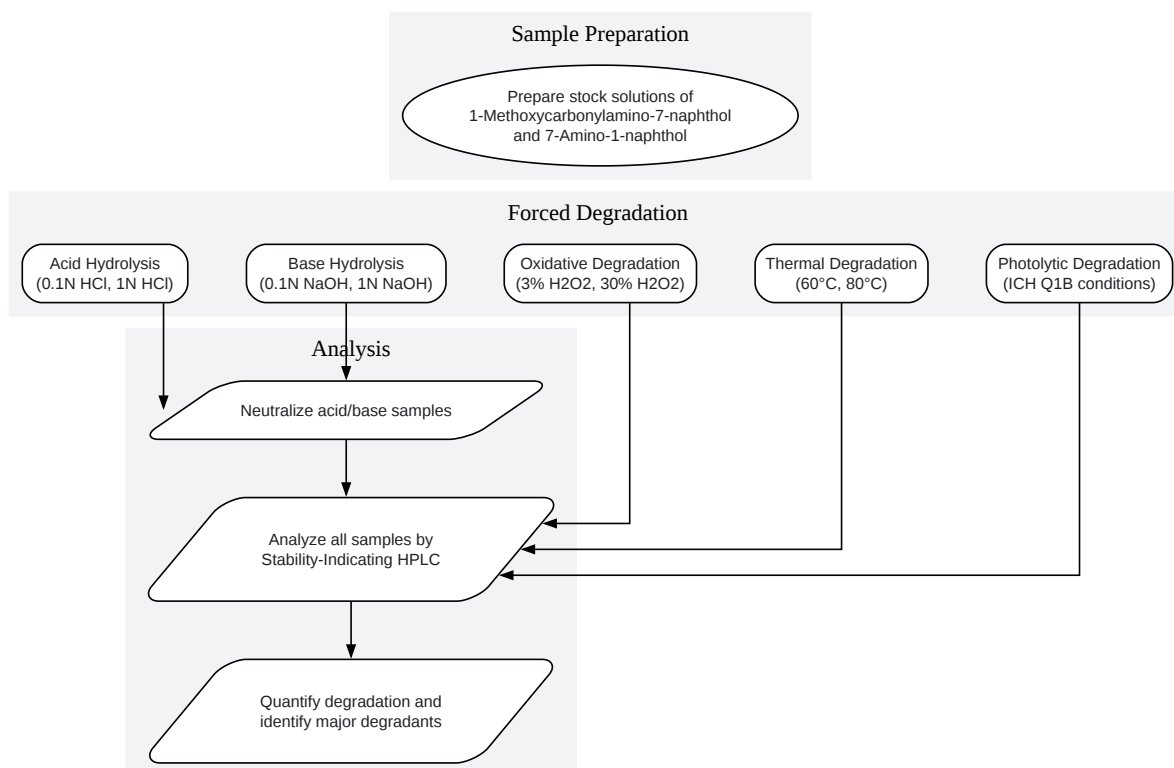 Sample Preparation
Prepare stock solutions of
1-Methoxycarbonylamino-7-naphthol
and 7-Amino-1-naphthol
Forced Degradation
Acid Hydrolysis
(0.1N HCl, 1N HCl)
Base Hydrolysis
(0.1N NaOH, 1N NaOH)
Oxidative Degradation
(3% H2O2, 30% H2O2)
Thermal Degradation
(60°C, 80°C)
Photolytic Degradation
(ICH Q1B conditions)
Analysis
Neutralize acid/base samples
Analyze all samples by
Stability-Indicating HPLC
Quantify degradation and
identify major degradants